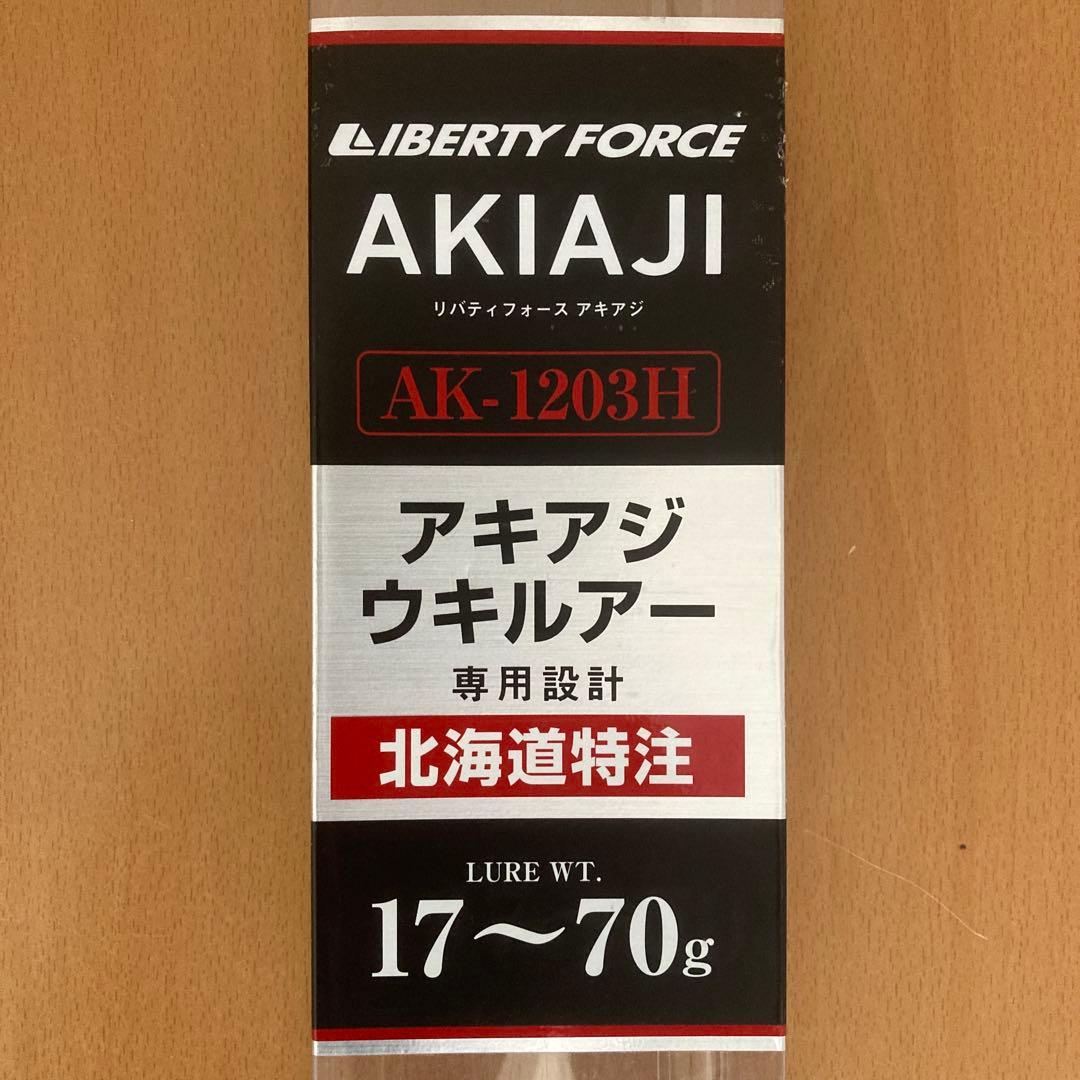 LIBERTY FORCE
AKIAJI
リバティフォース アキアジ
AK-1203H
アキアジ
ウキルアー
専用設計
北海道特注
LURE WT.
17〜70g